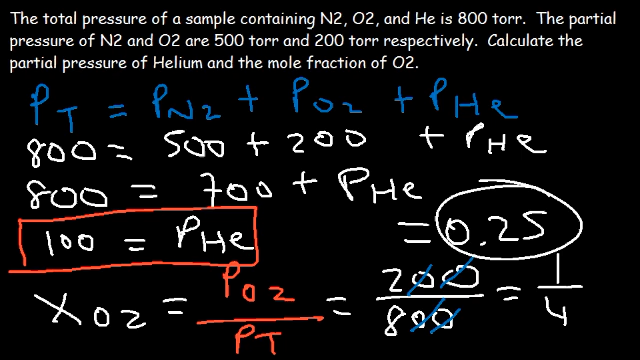 The total pressure of a sample containing N2, O2, and He is 800 torr. The partial
pressure of N2 and O2 are 500 torr and 200 torr respectively. Calculate the
partial pressure of Helium and the mole fraction of O2.
PT = PN2 + PO2 + PHe
800 = 500 + 200 + PHe
800 = 700 + PHe
100 = PHe
= 0.25
XO2 = PO2/PT = 200/800 = 1/4